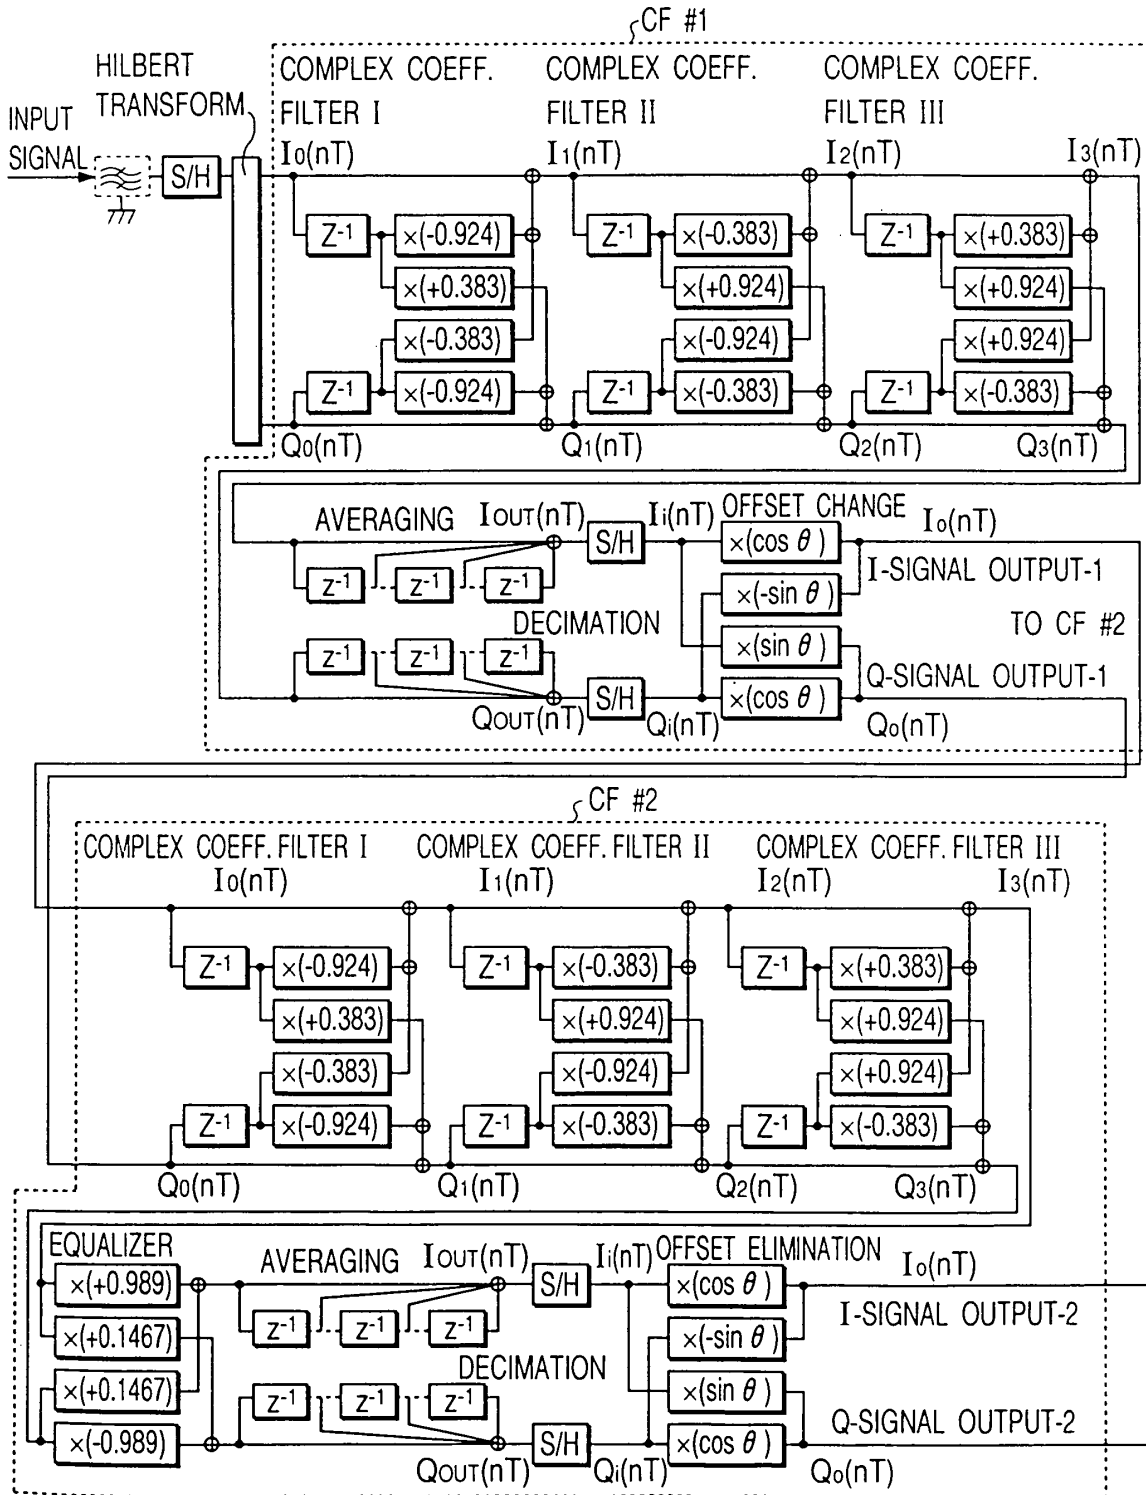 CF #1
HILBERT TRANSFORM
COMPLEX COEFF. FILTER I
COMPLEX COEFF. FILTER II
COMPLEX COEFF. FILTER III
INPUT SIGNAL
S/H
I0(nT)
I1(nT)
I2(nT)
I3(nT)
Z-1
×(-0.924)
×(+0.383)
×(-0.383)
Z-1
×(-0.924)
Z-1
×(-0.383)
×(+0.924)
×(-0.924)
Z-1
×(-0.383)
Z-1
×(+0.383)
×(+0.924)
×(+0.924)
Z-1
×(-0.383)
Q0(nT)
Q1(nT)
Q2(nT)
Q3(nT)
AVERAGING
IOUT(nT)
S/H
Ii(nT)
OFFSET CHANGE
×(cos θ)
Io(nT)
z-1
z-1
z-1
×(-sin θ)
I-SIGNAL OUTPUT-1
DECIMATION
TO CF #2
z-1
z-1
z-1
×(sin θ)
Q-SIGNAL OUTPUT-1
QOUT(nT)
S/H
Qi(nT)
×(cos θ)
Qo(nT)
CF #2
COMPLEX COEFF. FILTER I
COMPLEX COEFF. FILTER II
COMPLEX COEFF. FILTER III
I0(nT)
I1(nT)
I2(nT)
I3(nT)
Z-1
×(-0.924)
×(+0.383)
×(-0.383)
Z-1
×(-0.924)
Z-1
×(-0.383)
×(+0.924)
×(-0.924)
Z-1
×(-0.383)
Z-1
×(+0.383)
×(+0.924)
×(+0.924)
Z-1
×(-0.383)
Q0(nT)
Q1(nT)
Q2(nT)
Q3(nT)
EQUALIZER
×(+0.989)
×(+0.1467)
×(+0.1467)
×(-0.989)
AVERAGING
IOUT(nT)
S/H
Ii(nT)
OFFSET ELIMINATION
×(cos θ)
Io(nT)
z-1
z-1
z-1
×(-sin θ)
I-SIGNAL OUTPUT-2
DECIMATION
z-1
z-1
z-1
×(sin θ)
Q-SIGNAL OUTPUT-2
QOUT(nT)
S/H
Qi(nT)
×(cos θ)
Qo(nT)